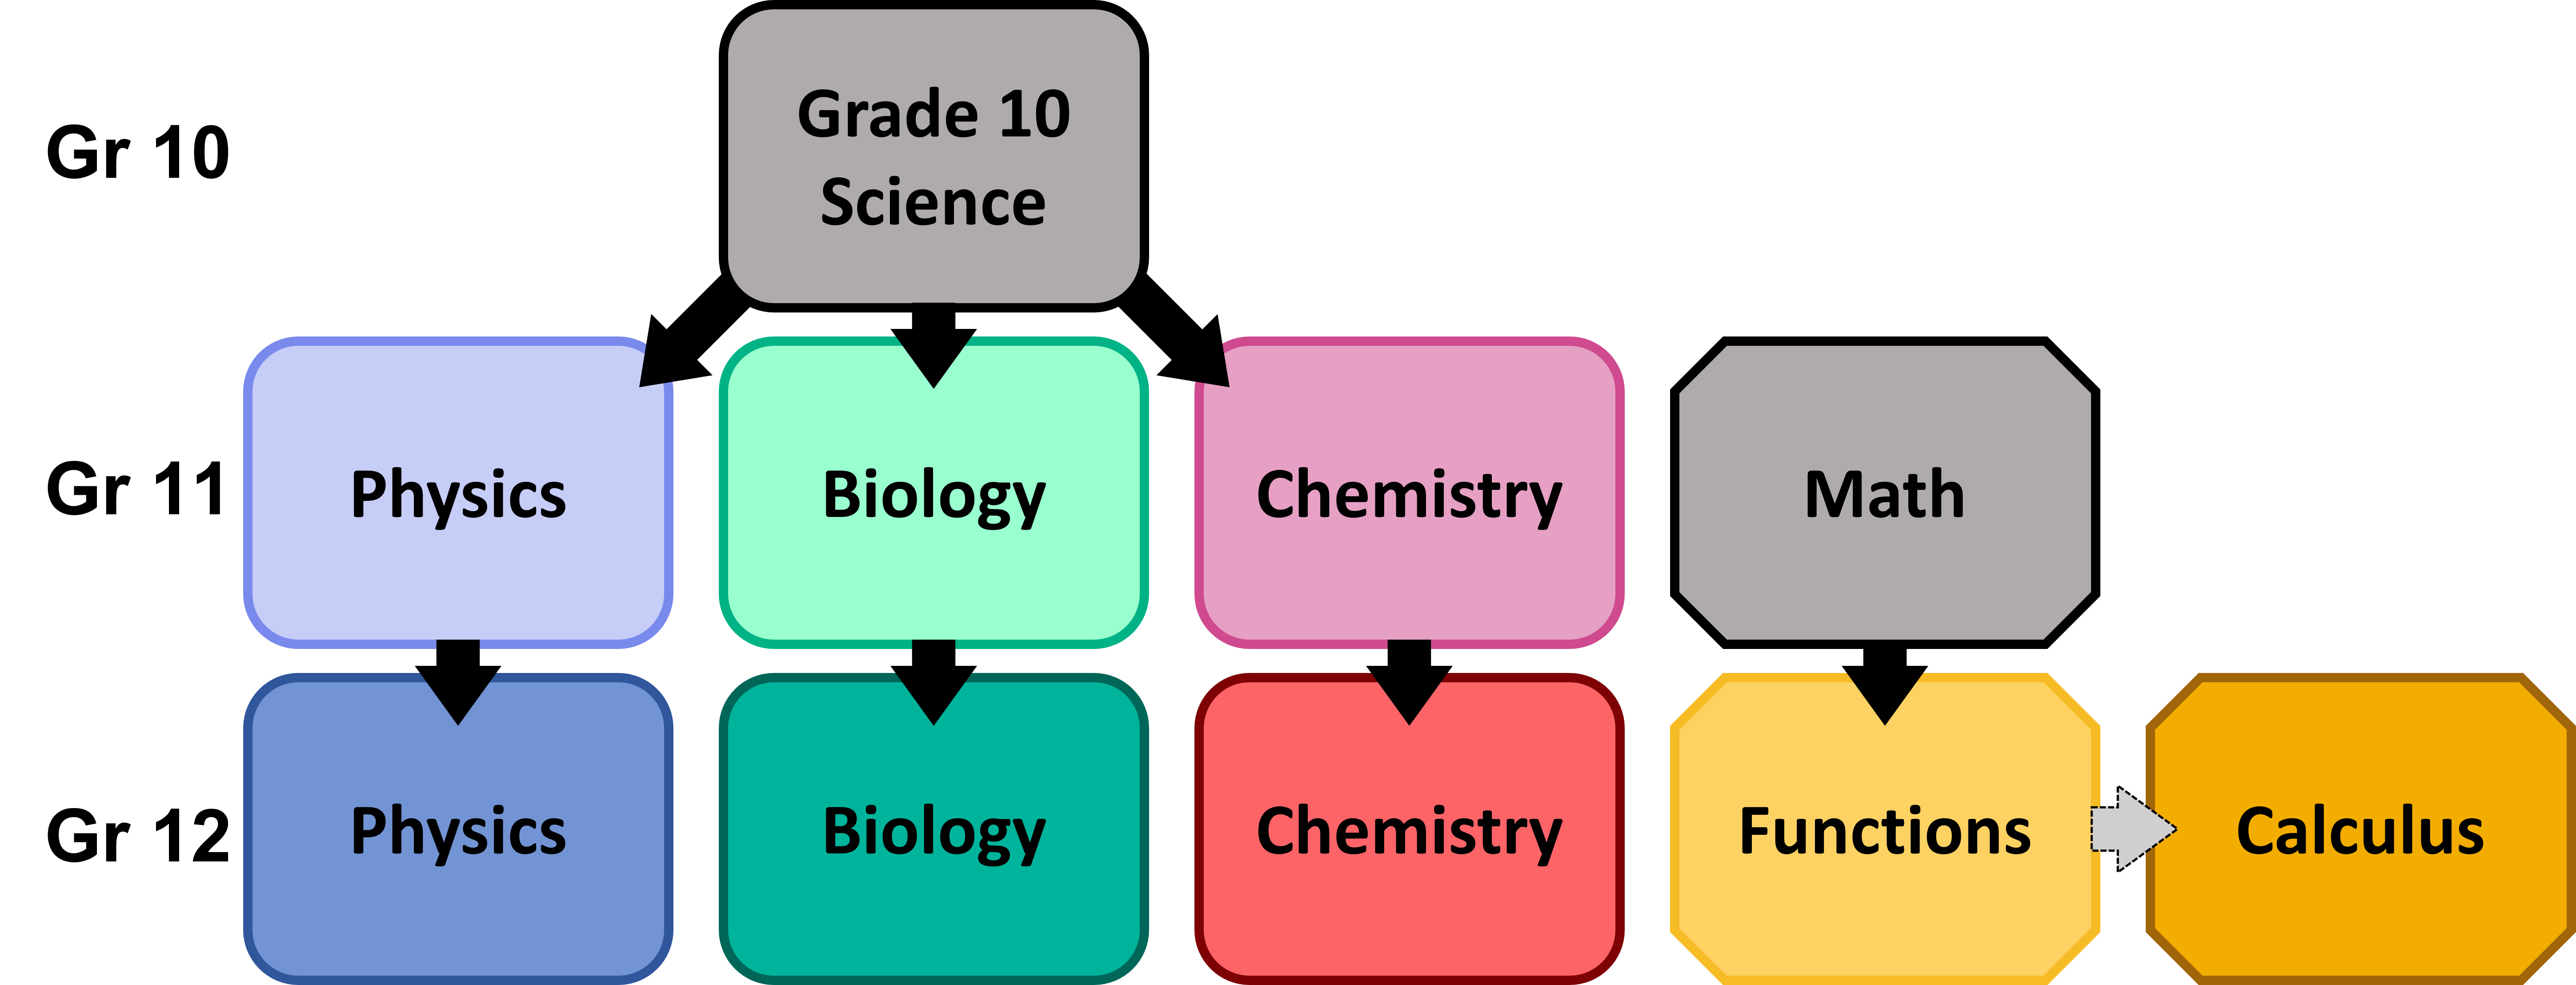 Gr 10
Grade 10
Science
Gr 11
Physics
Biology
Chemistry
Math
Gr 12
Physics
Biology
Chemistry
Functions
Calculus